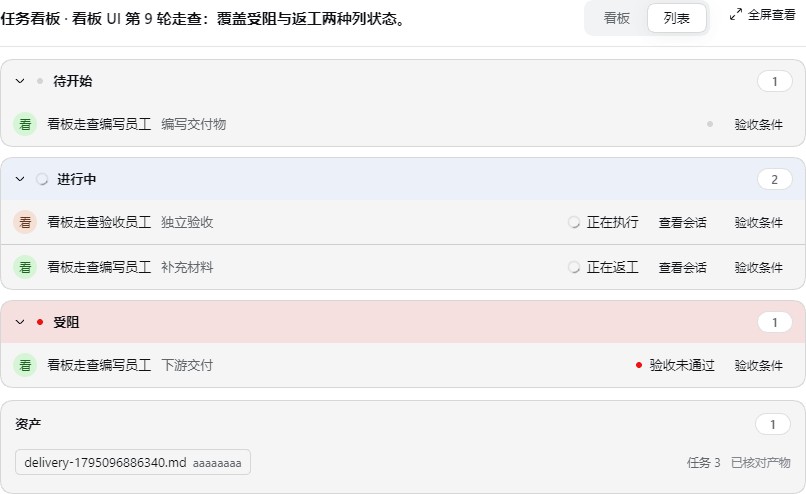 任务看板 · 看板 UI 第 9 轮走查：覆盖受阻与返工两种列状态。 看板 列表 全屏查看
待开始 1
看 看板走查编写员工 编写交付物 验收条件
进行中 2
看 看板走查验收员工 独立验收 正在执行 查看会话 验收条件
看 看板走查编写员工 补充材料 正在返工 查看会话 验收条件
受阻 1
看 看板走查编写员工 下游交付 验收未通过 验收条件
资产 1
delivery-1795096886340.md aaaaaaaa 任务 3 已核对产物